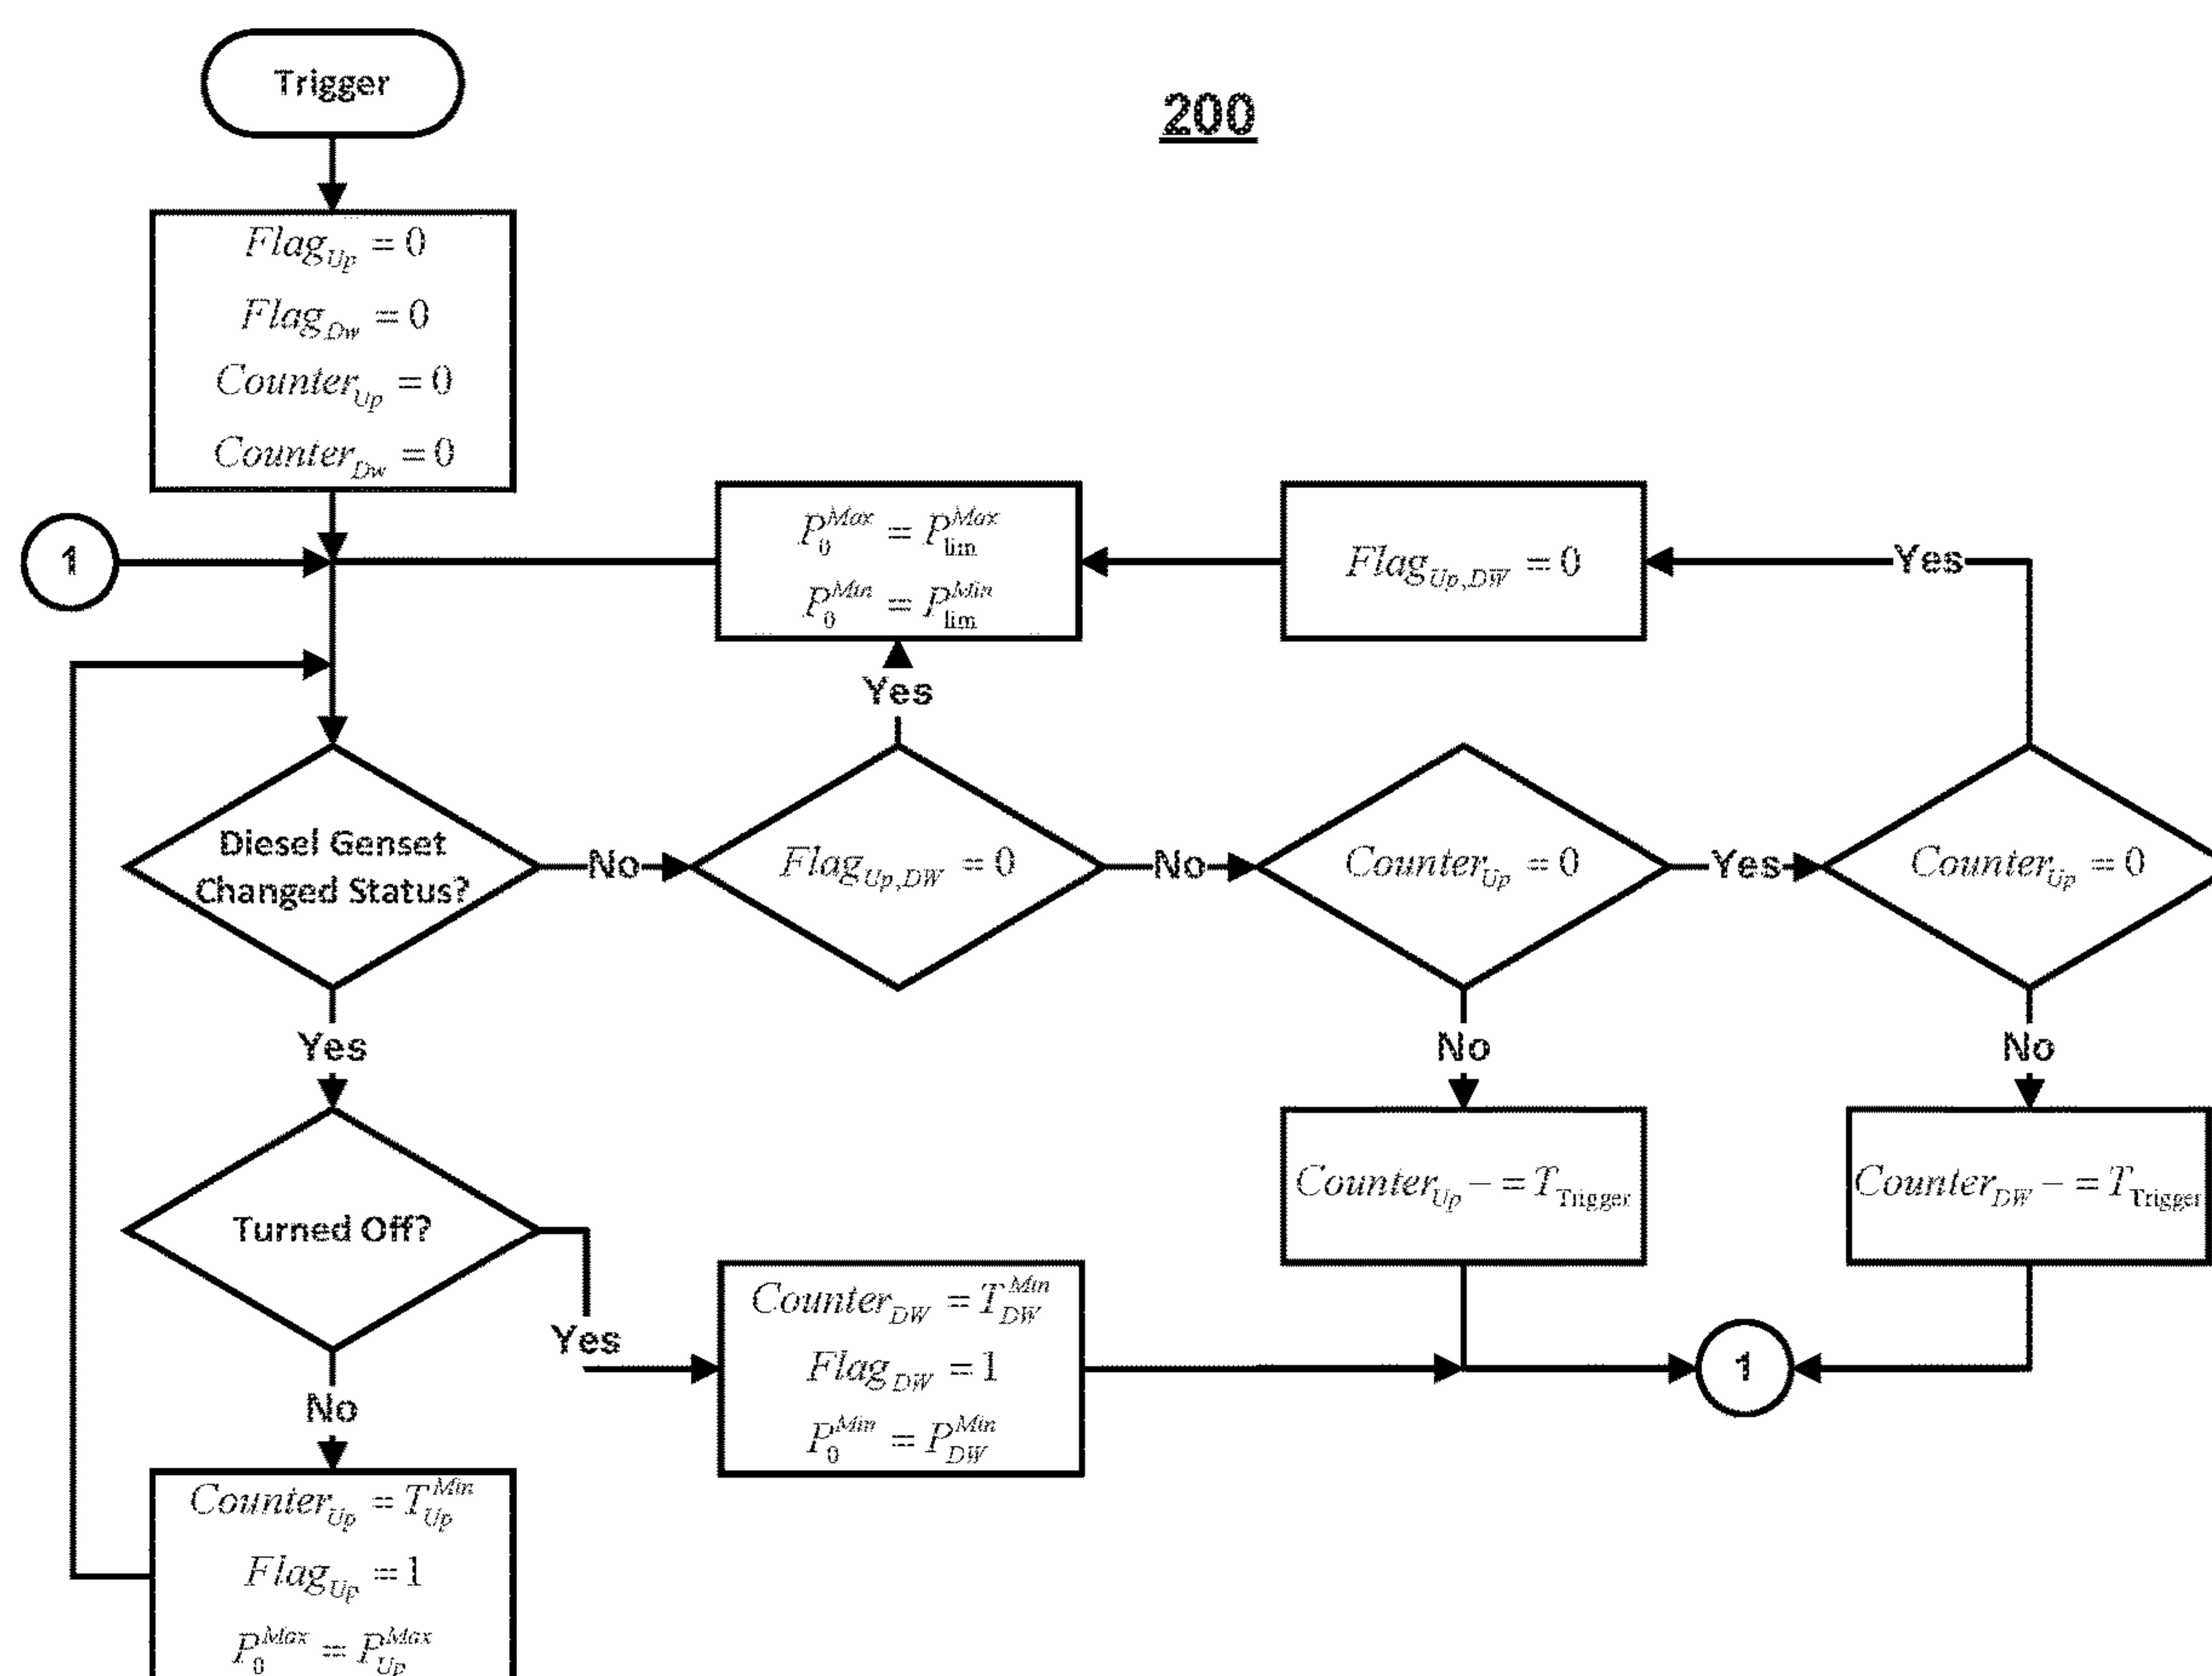 Trigger
200
Flag_Up = 0
Flag_Dw = 0
Counter_Up = 0
Counter_Dw = 0
1
P_0^Max = P_lim^Max
P_0^Min = P_lim^Min
Flag_Up,DW = 0
Yes
Yes
Diesel Genset
Changed Status?
No
Flag_Up,DW = 0
No
Counter_Up = 0
Yes
Counter_Up = 0
Yes
No
No
Turned Off?
Counter_Up - = T_Trigger
Counter_DW - = T_Trigger
Yes
Counter_DW = T_DW^Min
Flag_DW = 1
P_0^Min = P_DW^Min
1
No
Counter_Up = T_Up^Min
Flag_Up = 1
P_0^Max = P_Up^Max